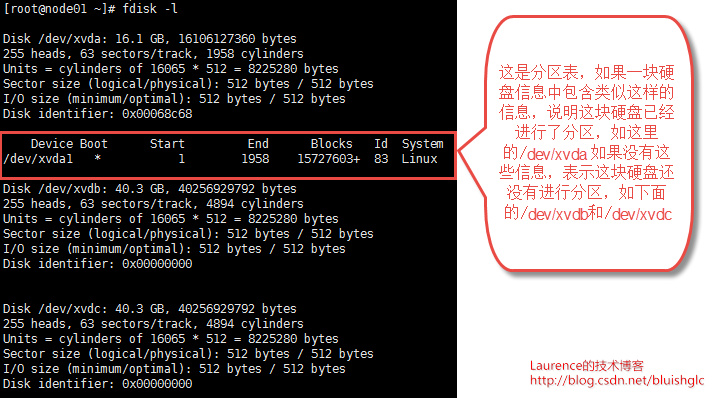 [root@node01 ~]# fdisk -l
Disk /dev/xvda: 16.1 GB, 16106127360 bytes
255 heads, 63 sectors/track, 1958 cylinders
Units = cylinders of 16065 * 512 = 8225280 bytes
Sector size (logical/physical): 512 bytes / 512 bytes
I/O size (minimum/optimal): 512 bytes / 512 bytes
Disk identifier: 0x00068c68
Device Boot Start End Blocks Id System
/dev/xvda1 * 1 1958 15727603+ 83 Linux
Disk /dev/xvdb: 40.3 GB, 40256929792 bytes
255 heads, 63 sectors/track, 4894 cylinders
Units = cylinders of 16065 * 512 = 8225280 bytes
Sector size (logical/physical): 512 bytes / 512 bytes
I/O size (minimum/optimal): 512 bytes / 512 bytes
Disk identifier: 0x00000000
Disk /dev/xvdc: 40.3 GB, 40256929792 bytes
255 heads, 63 sectors/track, 4894 cylinders
Units = cylinders of 16065 * 512 = 8225280 bytes
Sector size (logical/physical): 512 bytes / 512 bytes
I/O size (minimum/optimal): 512 bytes / 512 bytes
Disk identifier: 0x00000000
这是分区表，如果一块硬
盘信息中包含类似这样的
信息，说明这块硬盘已经
进行了分区，如这里
的/dev/xvda 如果没有这
些信息，表示这块硬盘还
没有进行分区，如下面
的/dev/xvdb和/dev/xvdc
Laurence的技术博客
http://blog.csdn.net/bluishglc